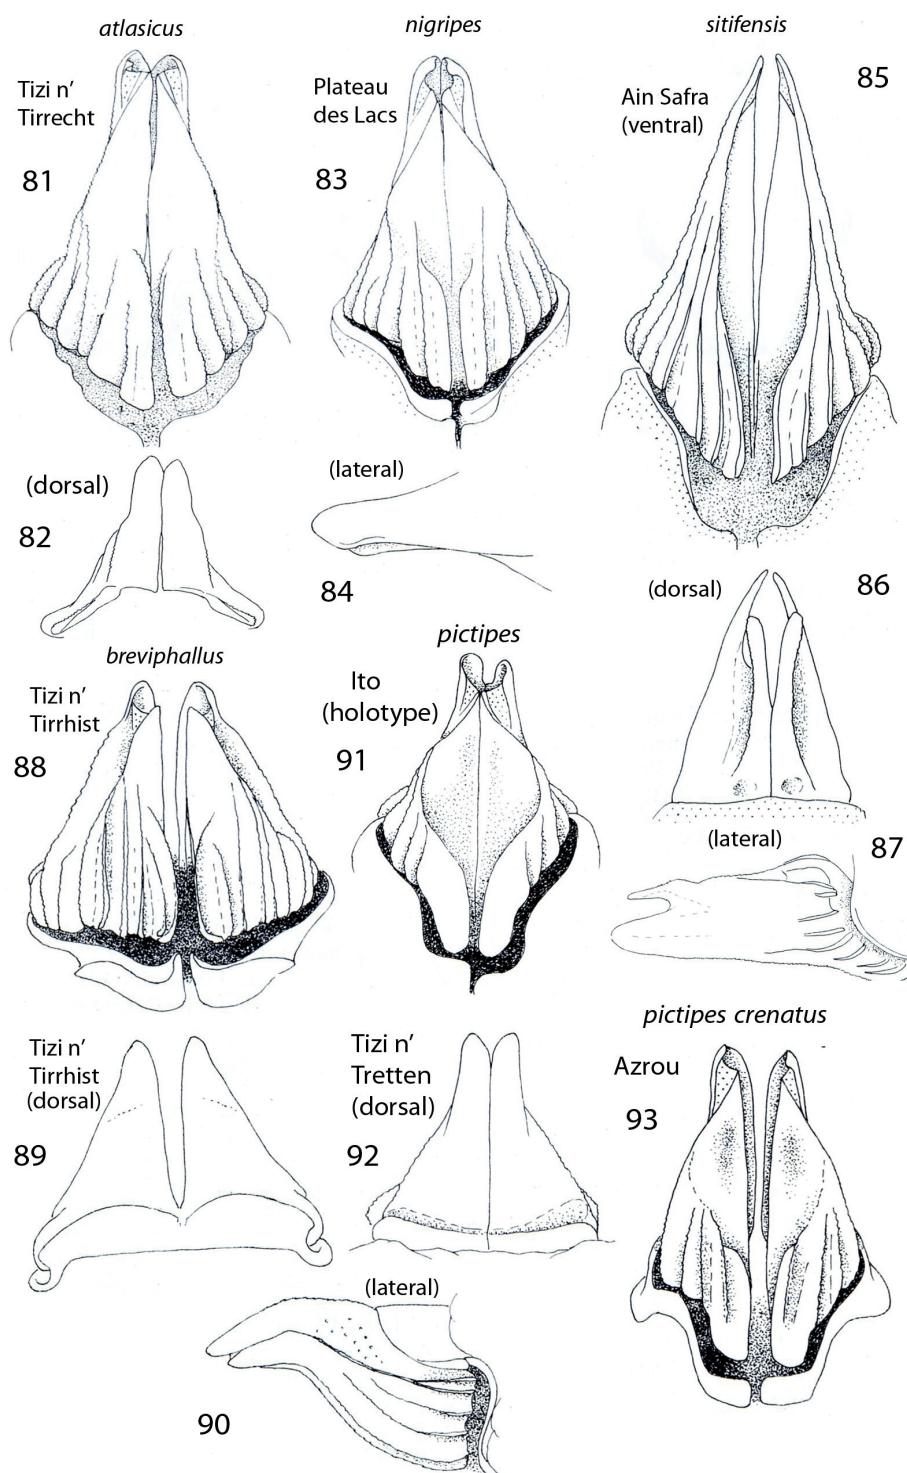 atlasicus
Tizi n’
Tirrecht
81
nigripes
Plateau
des Lacs
83
sitifensis
Ain Safra
(ventral)
85
(dorsal)
82
(lateral)
84
(dorsal)
86
breviphallus
Tizi n’
Tirrhist
88
pictipes
Ito
(holotype)
91
(lateral)
87
Tizi n’
Tirrhist
(dorsal)
89
Tizi n’
Tretten
(dorsal)
92
pictipes crenatus
Azrou
93
(lateral)
90